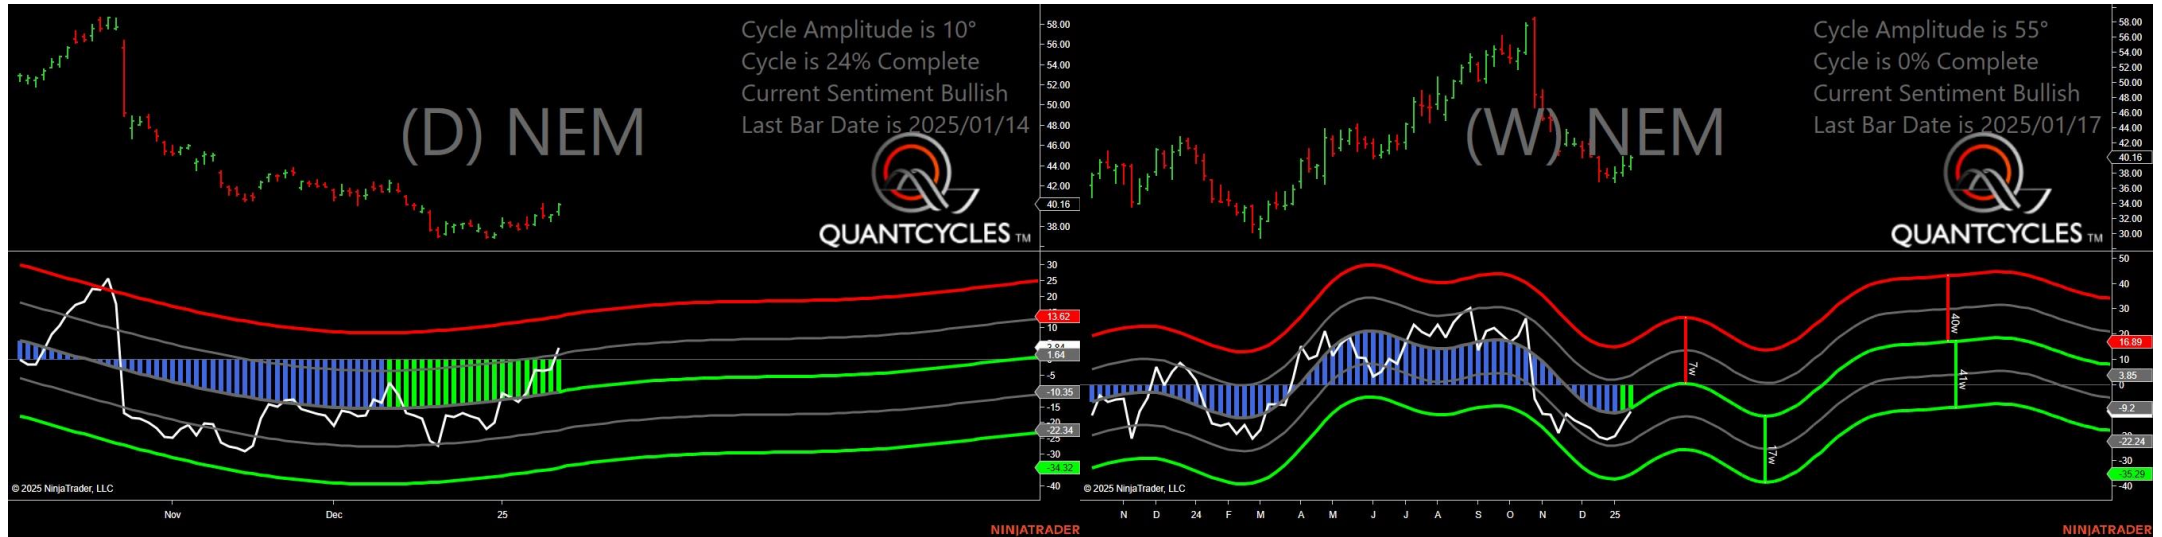 Cycle Amplitude is 10°
Cycle is 24% Complete
Current Sentiment Bullish
Last Bar Date is 2025/01/14
(D) NEM
QUANTCYCLES TM
58.00
56.00
54.00
52.00
50.00
48.00
46.00
44.00
42.00
40.16
38.00
30
25
20
13.62
10
1.64
-5
-10.35
-15
-22.34
-25
-30
-34.32
-40
© 2025 NinjaTrader, LLC
Nov
Dec
25
NINJATRADER
Cycle Amplitude is 55°
Cycle is 0% Complete
Current Sentiment Bullish
Last Bar Date is 2025/01/17
(W) NEM
QUANTCYCLES TM
58.00
56.00
54.00
52.00
50.00
48.00
46.00
44.00
42.00
40.16
38.00
36.00
34.00
32.00
30.00
50
40
30
20
16.89
10
3.85
0
-9.2
-22.24
-30
-35.29
-40
7w
17w
40w
41w
© 2025 NinjaTrader, LLC
N D 24 F M A M J J A S O N D 25
NINJATRADER